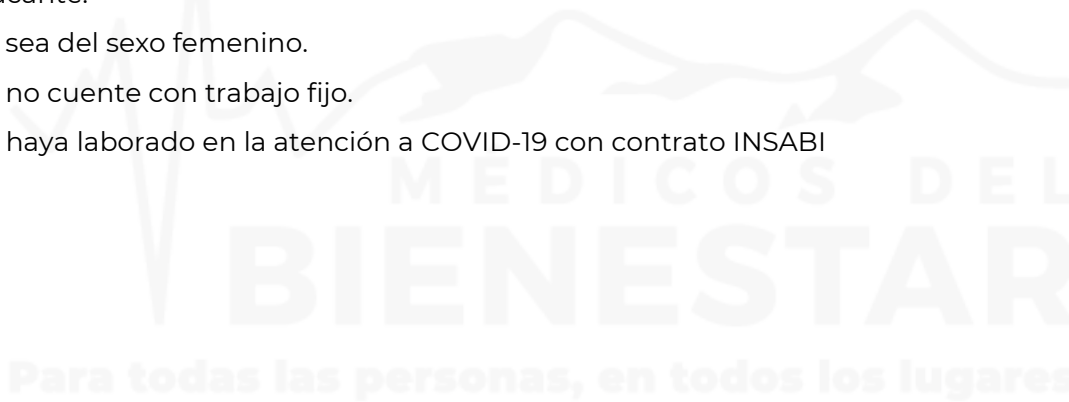 sea del sexo femenino.
no cuente con trabajo fijo.
haya laborado en la atención a COVID-19 con contrato INSABI
MÉDICOS DEL
BIENESTAR
Para todas las personas, en todos los lugares